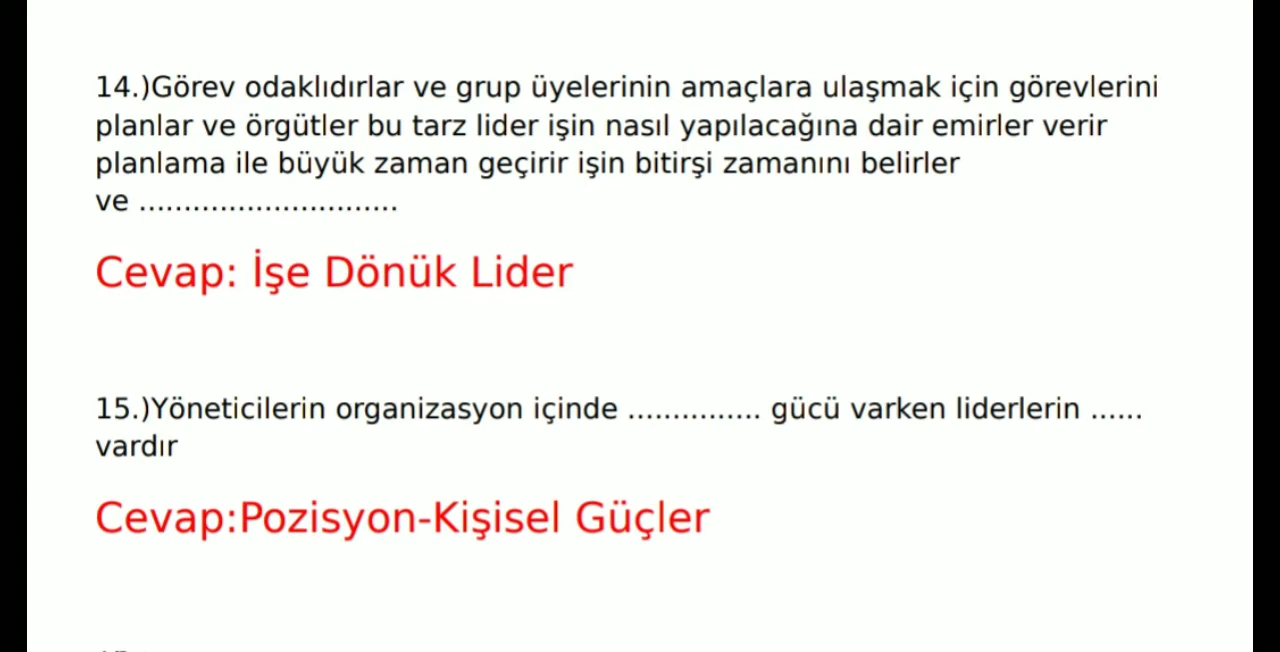 14.)Görev odaklıdırlar ve grup üyelerinin amaçlara ulaşmak için görevlerini
planlar ve örgütler bu tarz lider işin nasıl yapılacağına dair emirler verir
planlama ile büyük zaman geçirir işin bitirşi zamanını belirler
ve .............................
Cevap: İşe Dönük Lider
15.)Yöneticilerin organizasyon içinde ............... gücü varken liderlerin ......
vardır
Cevap:Pozisyon-Kişisel Güçler